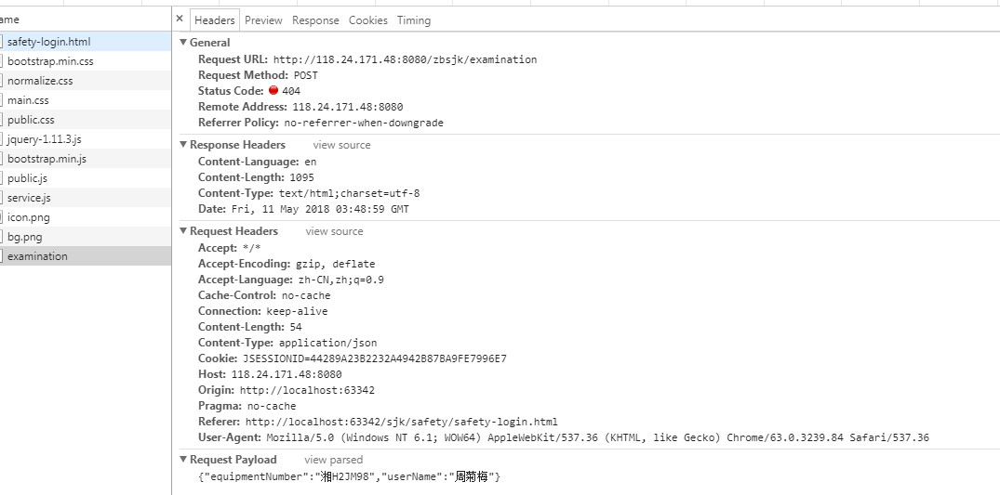 ame
safety-login.html
bootstrap.min.css
normalize.css
main.css
public.css
jquery-1.11.3.js
bootstrap.min.js
public.js
service.js
icon.png
bg.png
examination
× Headers Preview Response Cookies Timing
▼ General
Request URL: http://118.24.171.48:8080/zbsjk/examination
Request Method: POST
Status Code: 404
Remote Address: 118.24.171.48:8080
Referrer Policy: no-referrer-when-downgrade
▼ Response Headers view source
Content-Language: en
Content-Length: 1095
Content-Type: text/html;charset=utf-8
Date: Fri, 11 May 2018 03:48:59 GMT
▼ Request Headers view source
Accept: */*
Accept-Encoding: gzip, deflate
Accept-Language: zh-CN,zh;q=0.9
Cache-Control: no-cache
Connection: keep-alive
Content-Length: 54
Content-Type: application/json
Cookie: JSESSIONID=44289A23B2232A4942B87BA9FE7996E7
Host: 118.24.171.48:8080
Origin: http://localhost:63342
Pragma: no-cache
Referer: http://localhost:63342/sjk/safety/safety-login.html
User-Agent: Mozilla/5.0 (Windows NT 6.1; WOW64) AppleWebKit/537.36 (KHTML, like Gecko) Chrome/63.0.3239.84 Safari/537.36
▼ Request Payload view parsed
{"equipmentNumber":"湘H2JM98","userName":"周菊梅"}